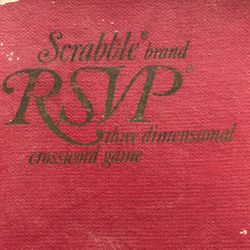 Scrabble® brand
RSVP®
three dimensional
crossword game